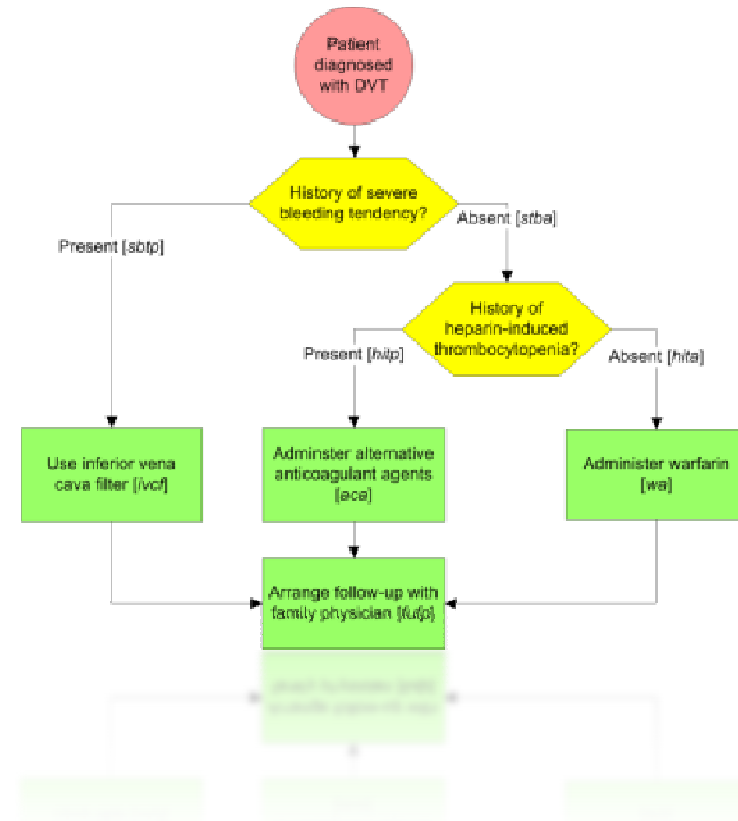 Patient
diagnosed
with DVT
History of severe
bleeding tendency?
Absent [stba]
Present [sbtp]
History of
heparin-induced
thrombocytopenia?
Present [hitp]
Absent [hita]
Use inferior vena
cava filter [ivcf]
Adminster alternative
anticoagulant agents
[aca]
Administer warfarin
[wa]
Arrange follow-up with
family physician [fufp]